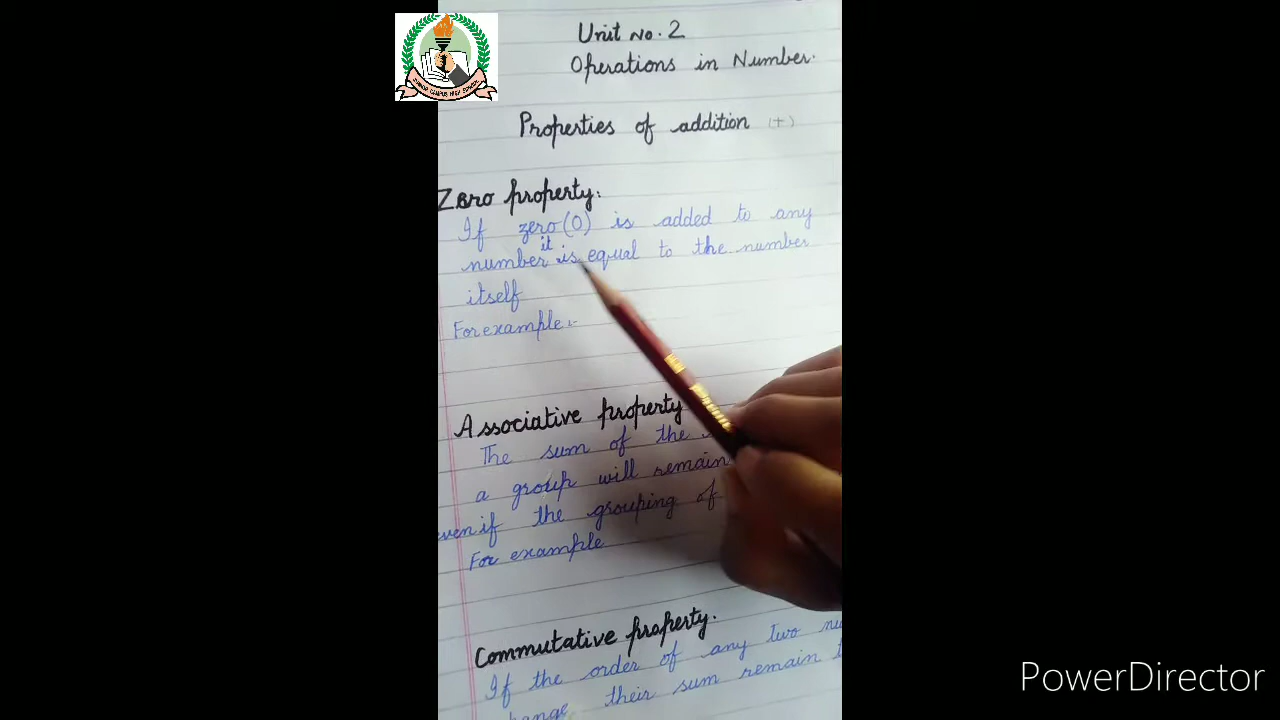 Unit No. 2
Operations in Number.
Properties of addition (+)
Zero property:
If zero (0) is added to any
number it is equal to the number
itself
For example:-
Associative property
The sum of the
a group will remain
even if the grouping of
For example
Commutative property.
If the order of any two
change their sum remain
PowerDirector